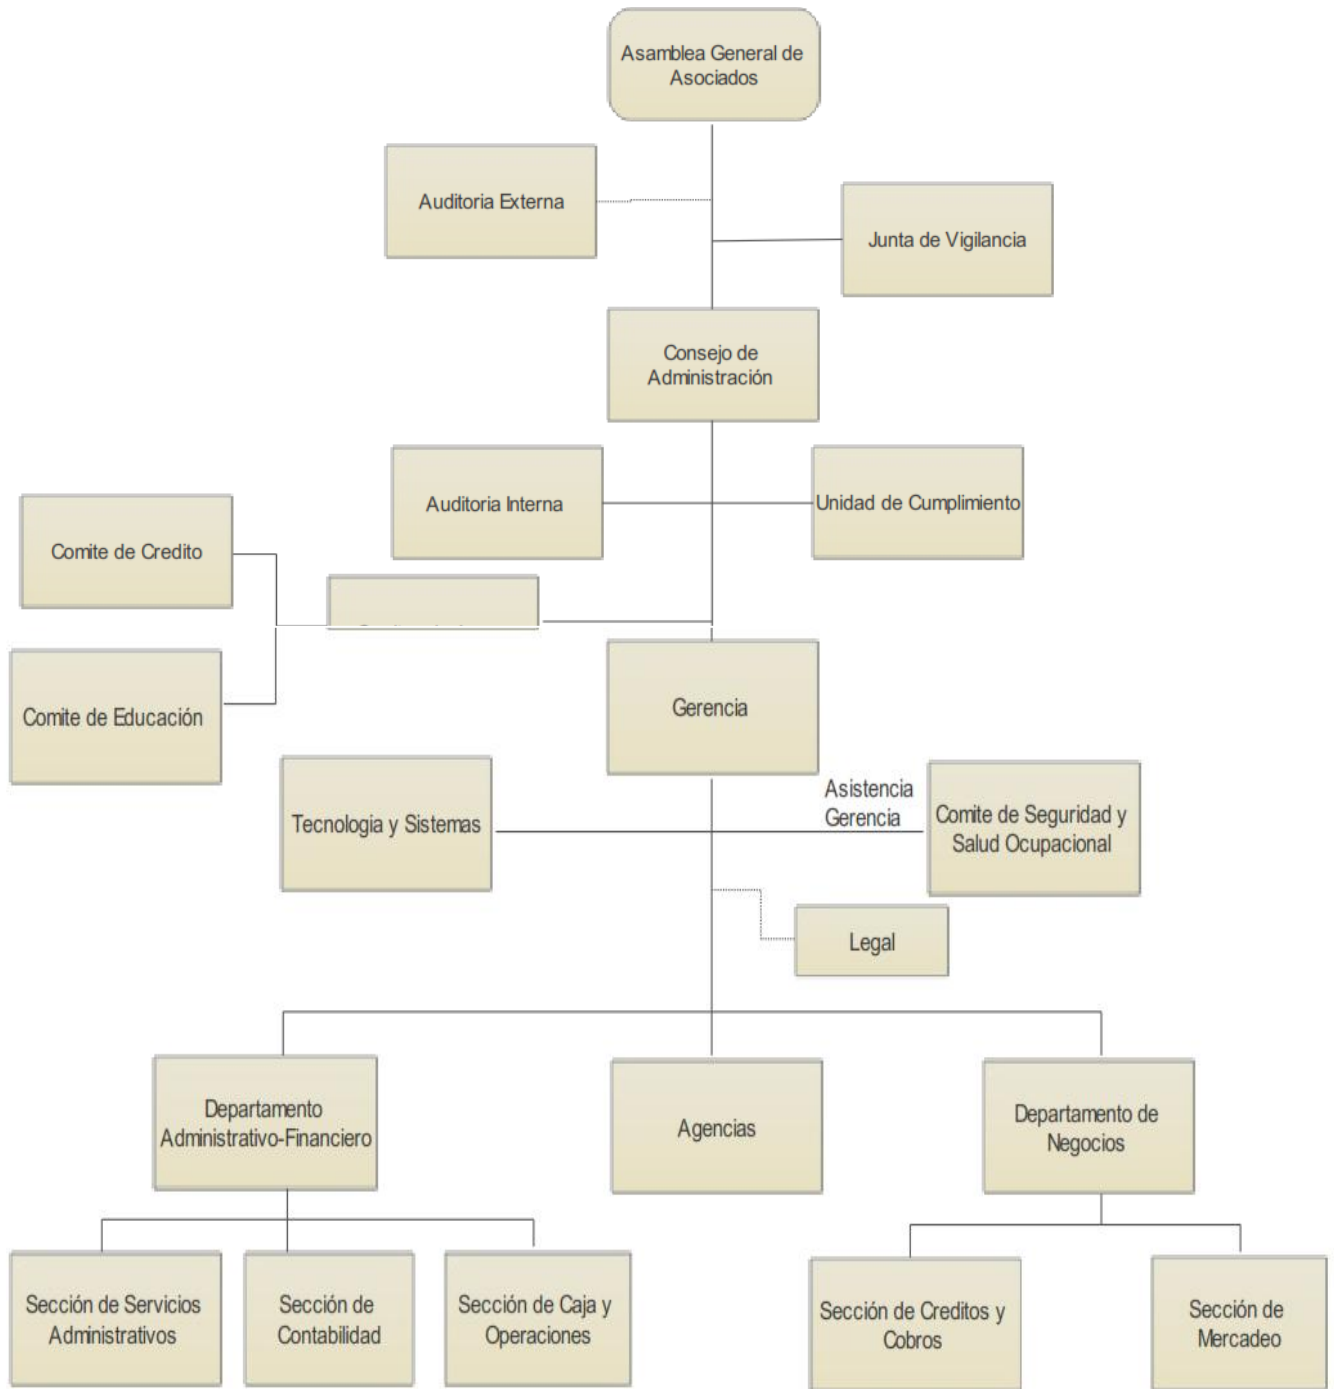 Asamblea General de
Asociados
Auditoria Externa
Junta de Vigilancia
Consejo de
Administración
Auditoria Interna
Unidad de Cumplimiento
Comite de Credito
Comite de Educación
Gerencia
Tecnologia y Sistemas
Asistencia
Gerencia
Comite de Seguridad y
Salud Ocupacional
Legal
Departamento
Administrativo-Financiero
Agencias
Departamento de
Negocios
Sección de Servicios
Administrativos
Sección de
Contabilidad
Sección de Caja y
Operaciones
Sección de Creditos y
Cobros
Sección de
Mercadeo